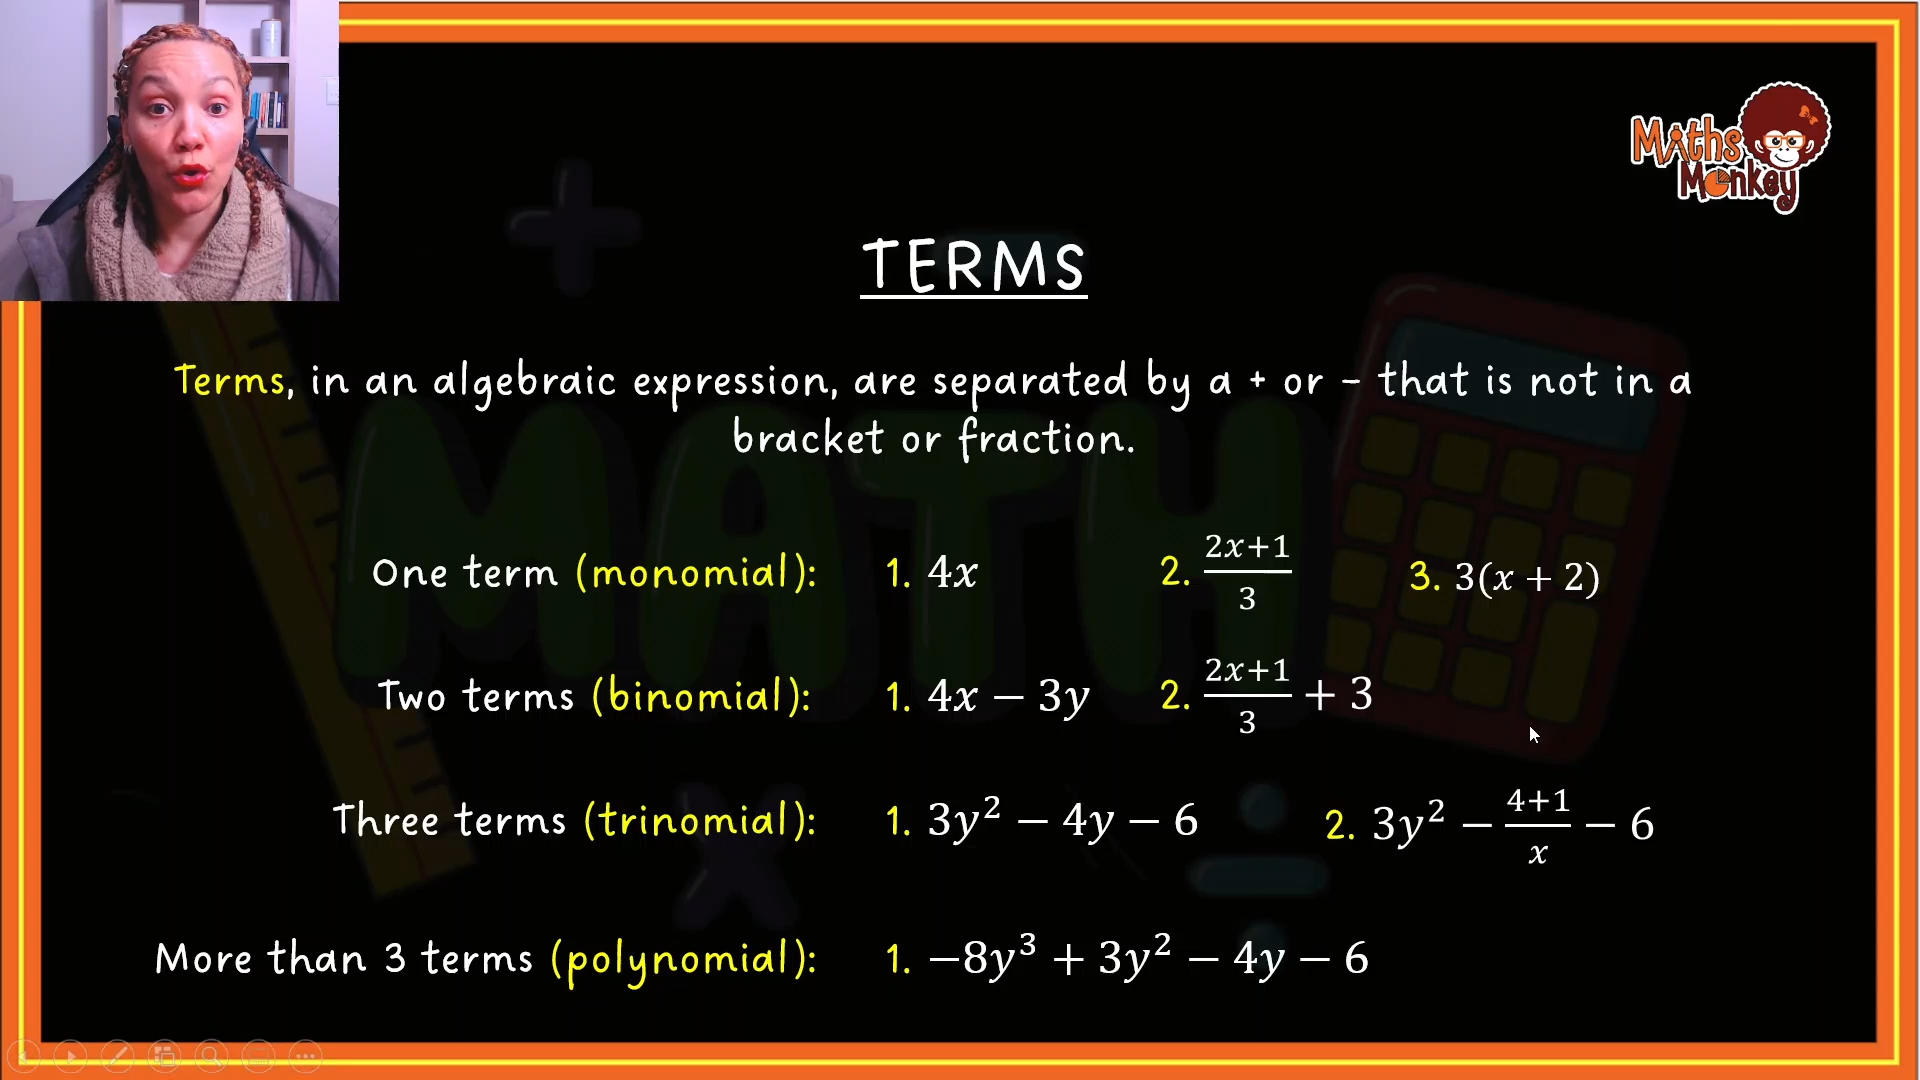 Maths
Monkey
TERMS
Terms, in an algebraic expression, are separated by a + or – that is not in a
bracket or fraction.
One term (monomial): 1. 4x 2. (2x+1)/3 3. 3(x + 2)
Two terms (binomial): 1. 4x − 3y 2. (2x+1)/3 + 3
Three terms (trinomial): 1. 3y² − 4y − 6 2. 3y² − (4+1)/x − 6
More than 3 terms (polynomial): 1. −8y³ + 3y² − 4y − 6
MATH